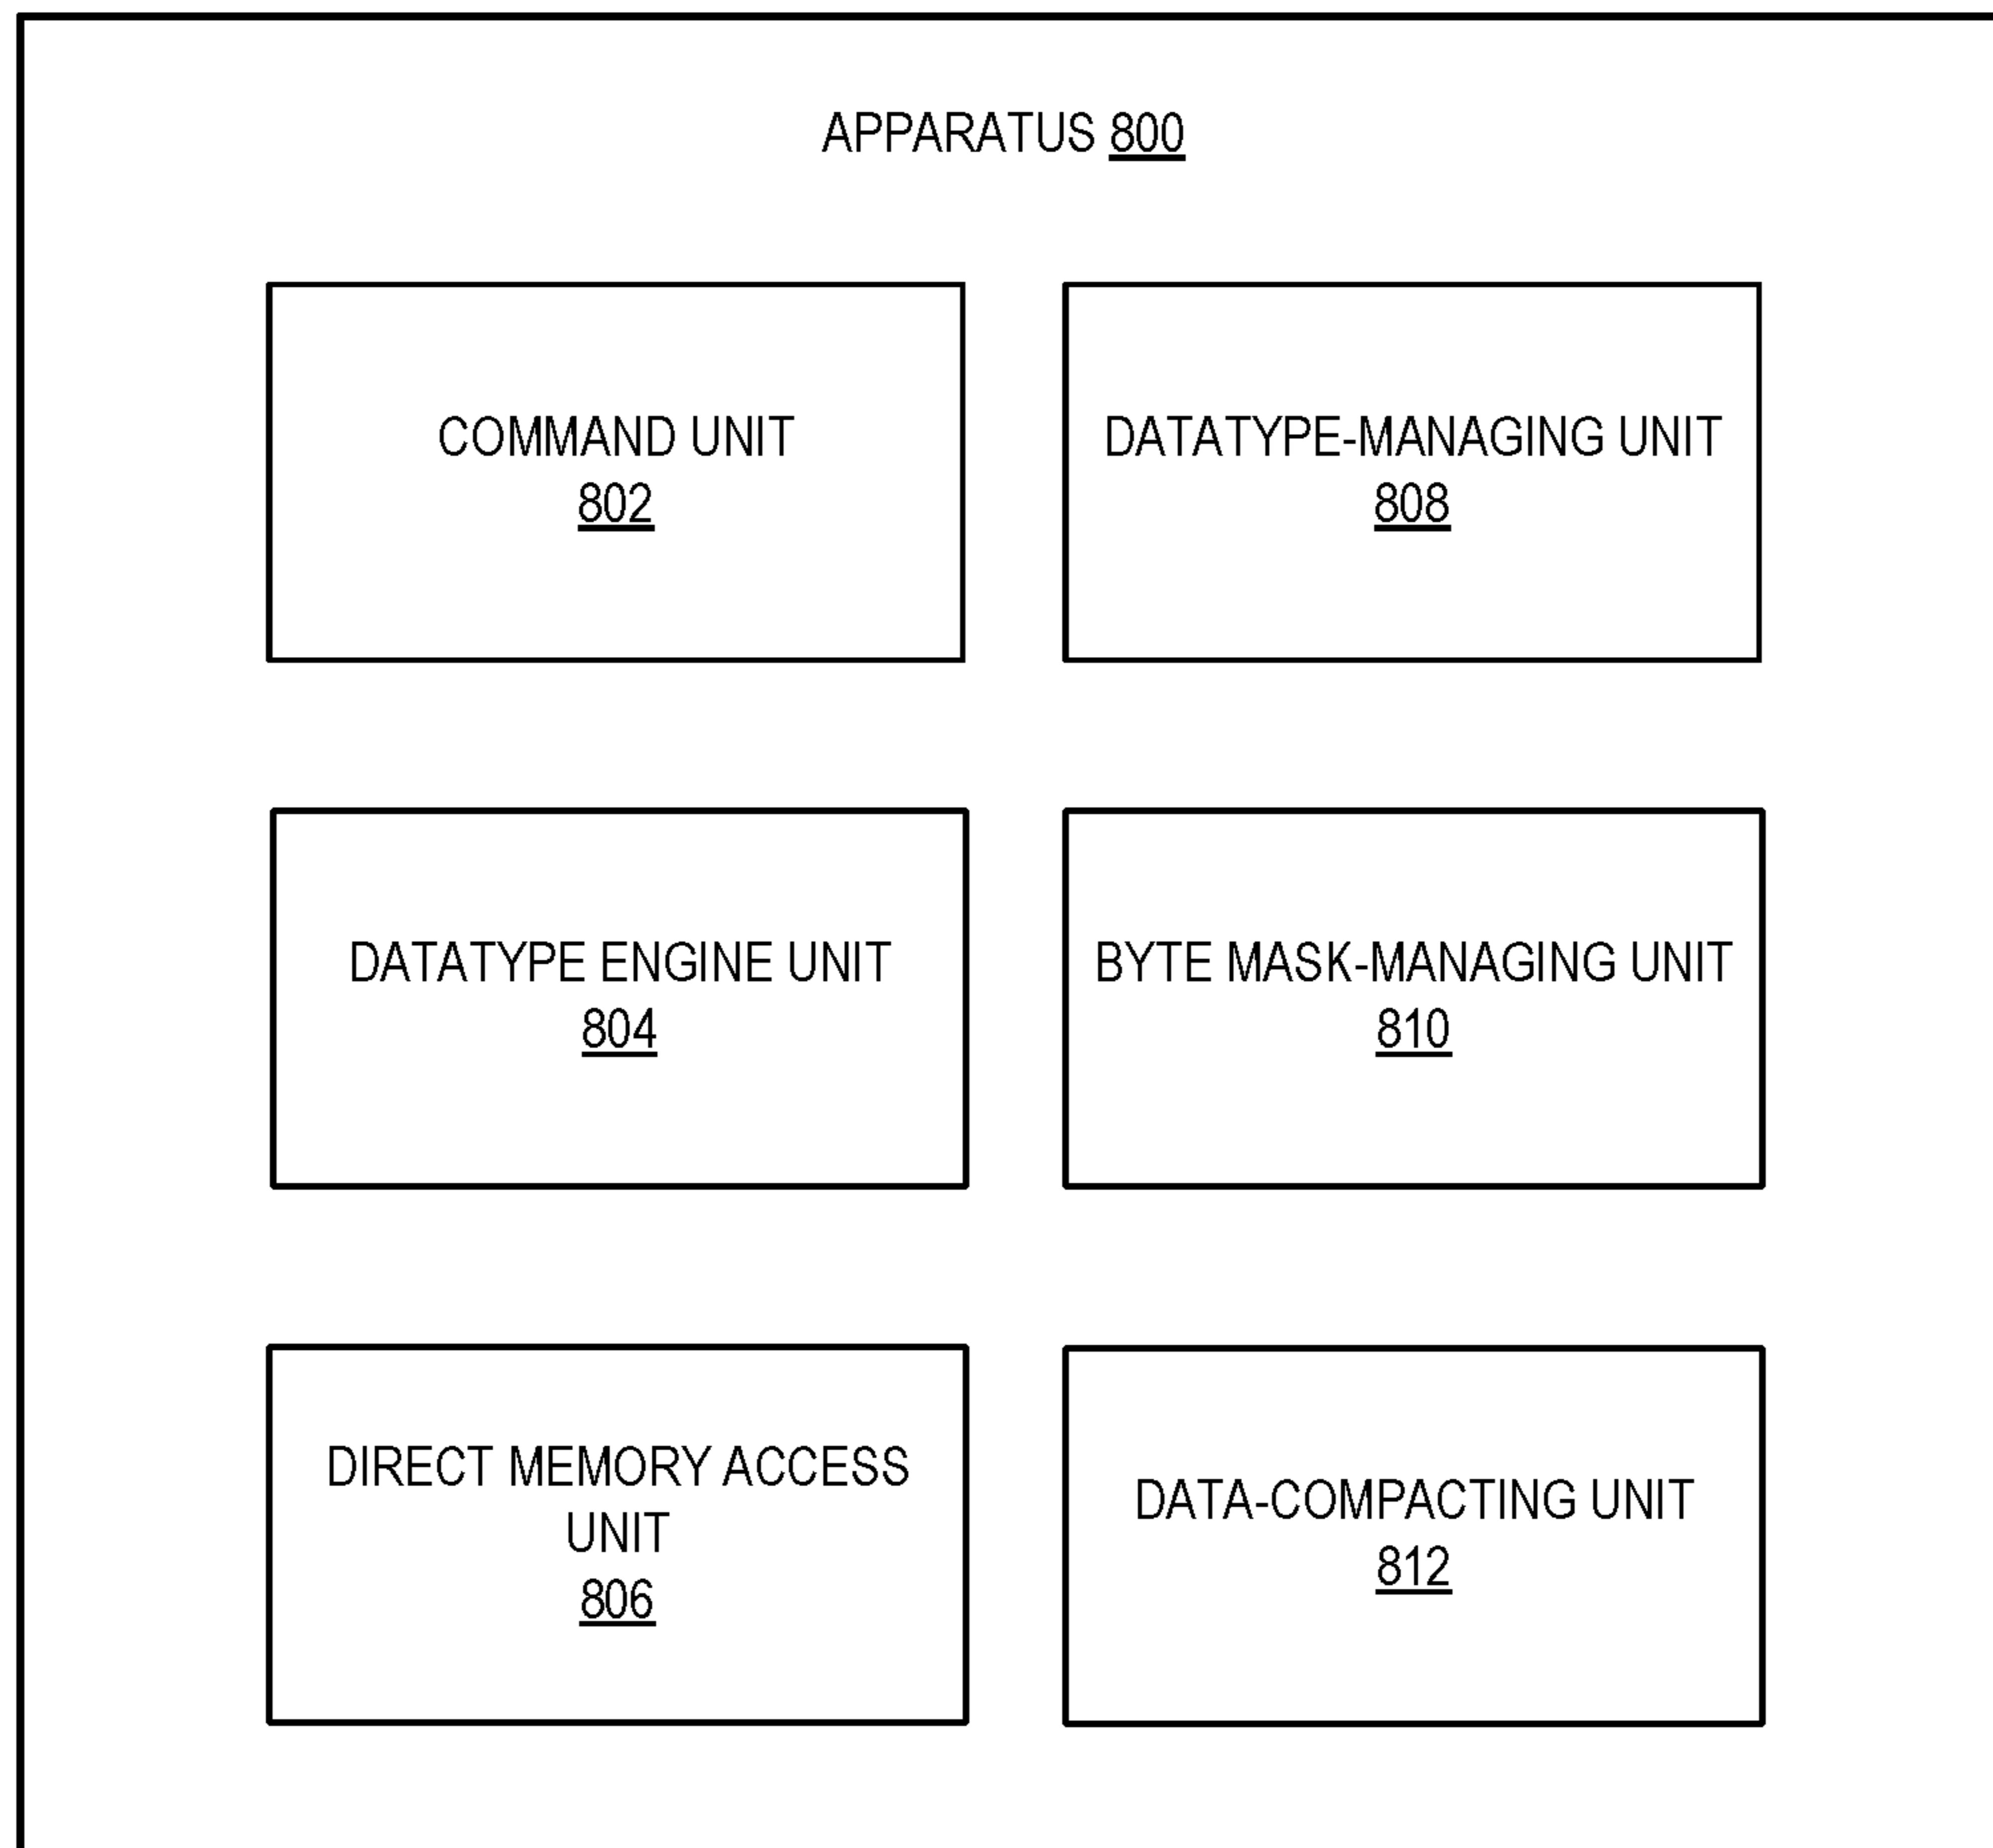 APPARATUS 800
COMMAND UNIT
802
DATATYPE-MANAGING UNIT
808
DATATYPE ENGINE UNIT
804
BYTE MASK-MANAGING UNIT
810
DIRECT MEMORY ACCESS
UNIT
806
DATA-COMPACTING UNIT
812